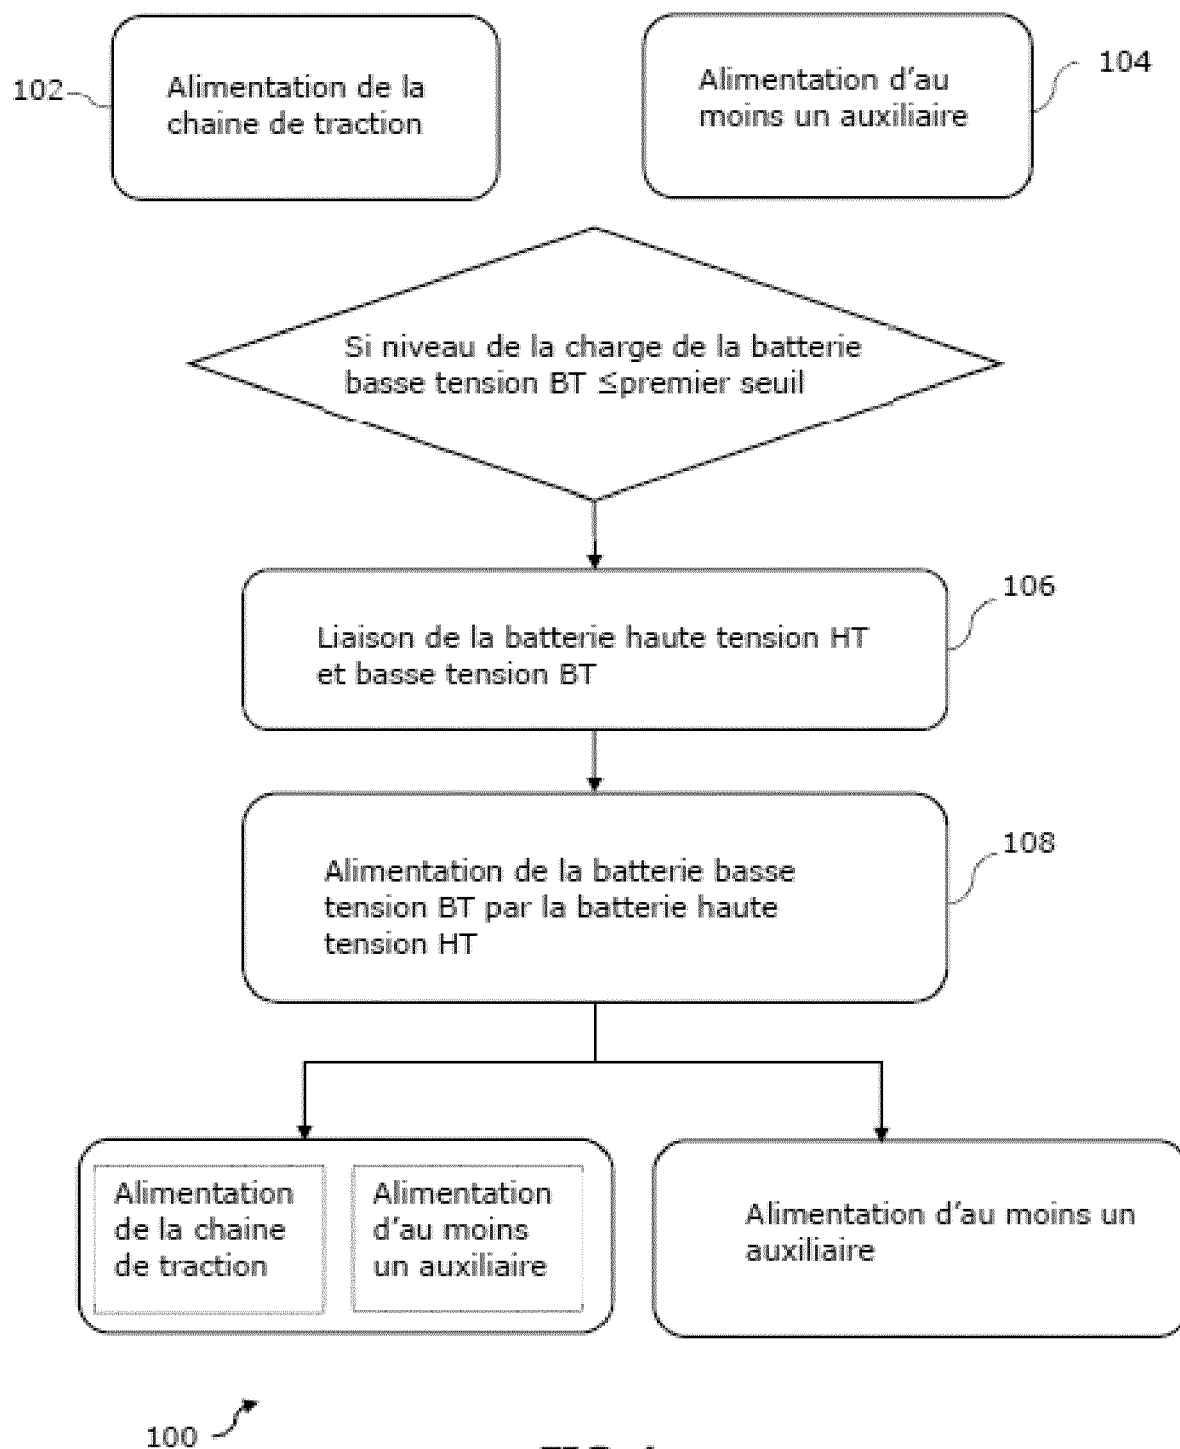 102
Alimentation de la
chaine de traction
Alimentation d'au
moins un auxiliaire
104
Si niveau de la charge de la batterie
basse tension BT ≤premier seuil
106
Liaison de la batterie haute tension HT
et basse tension BT
108
Alimentation de la batterie basse
tension BT par la batterie haute
tension HT
Alimentation
de la chaine
de traction
Alimentation
d'au moins
un auxiliaire
Alimentation d'au moins un
auxiliaire
100